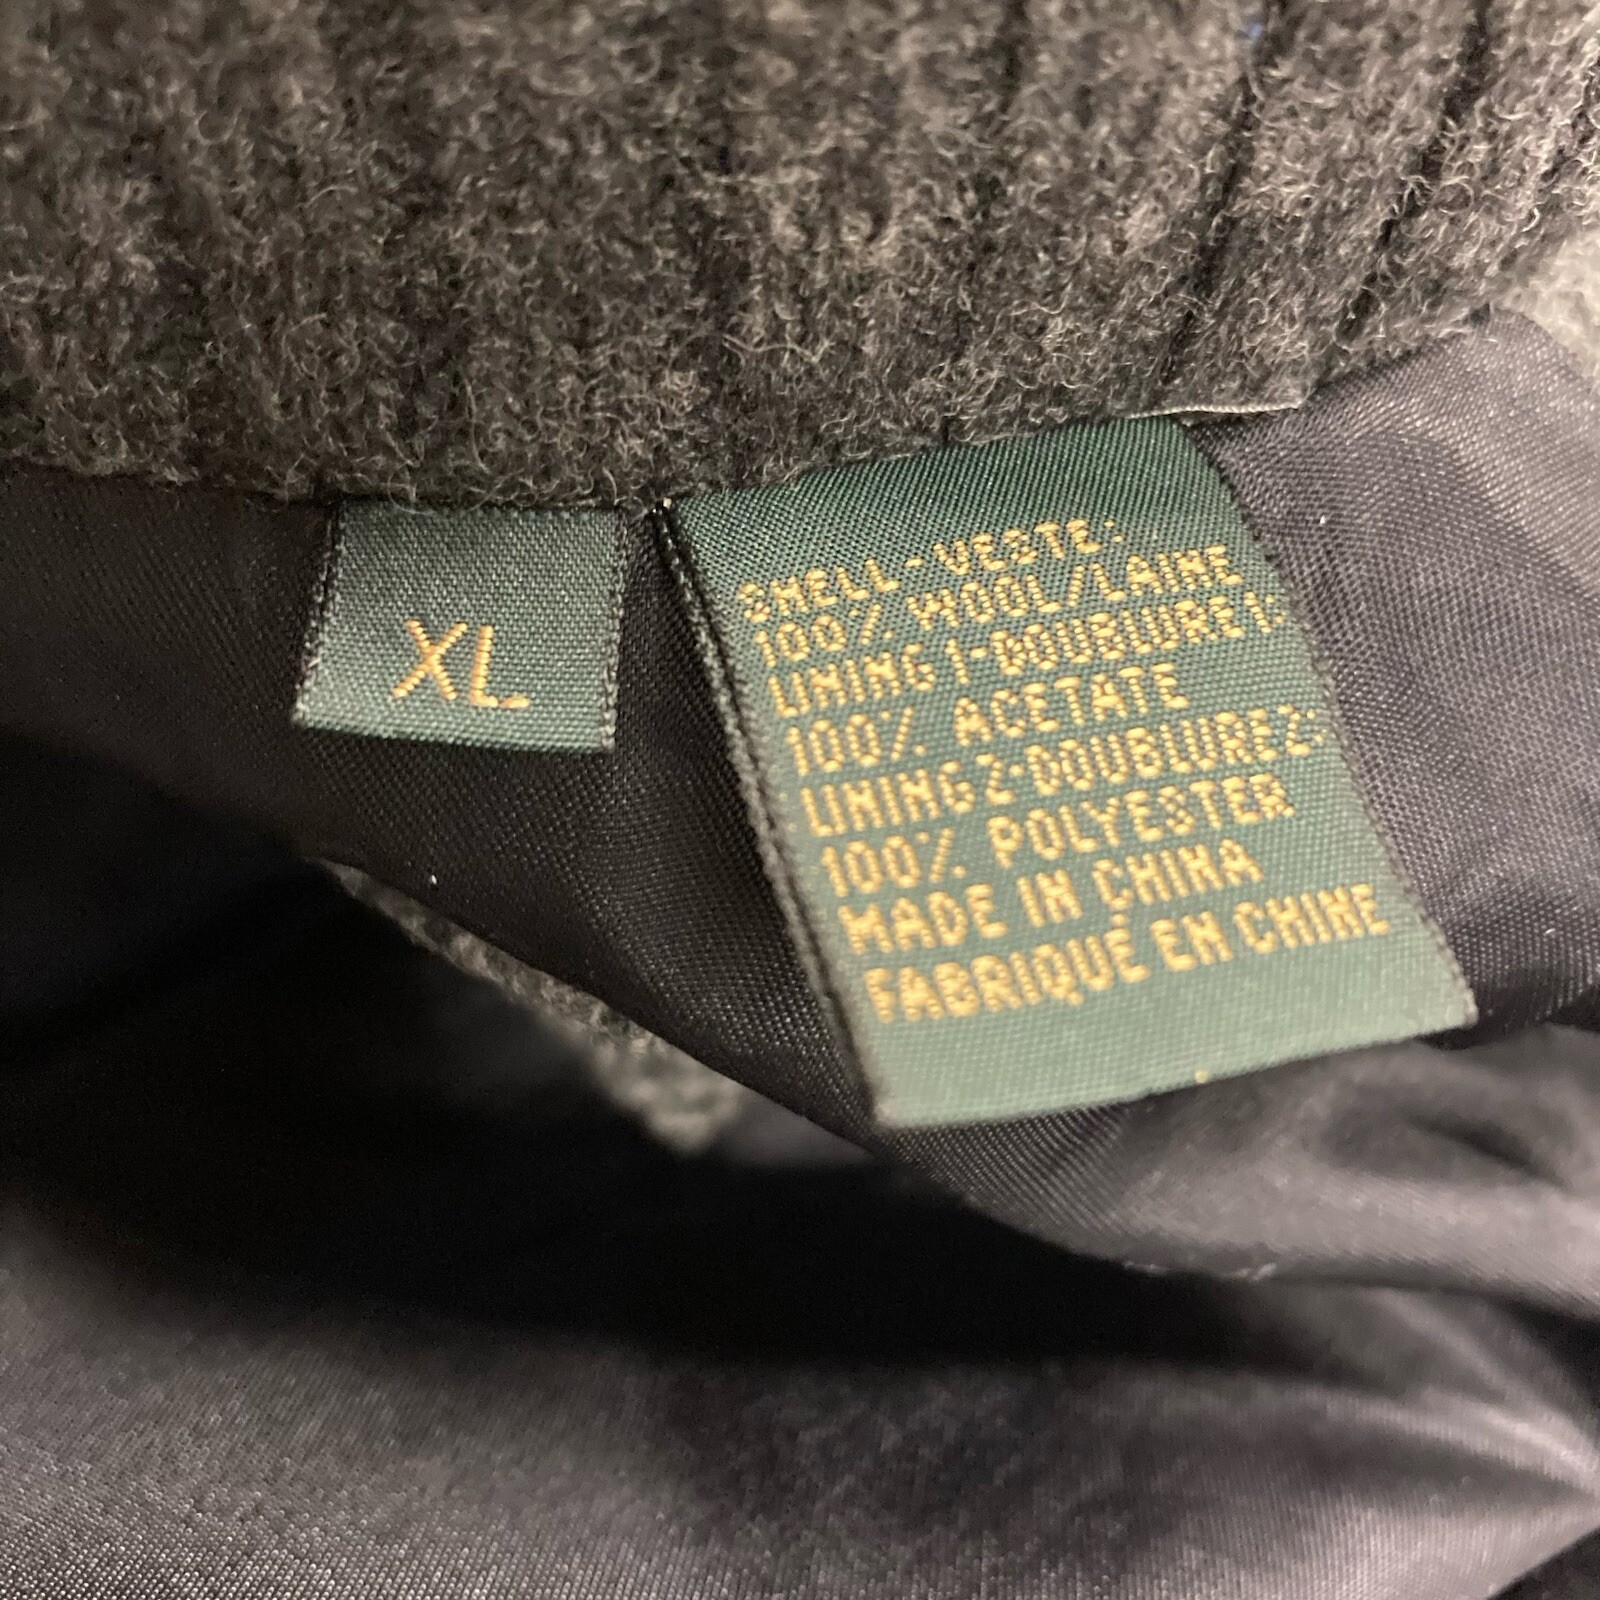 XL
SHELL-VESTE:
100% WOOL/LAINE
LINING 1-DOUBLURE 1:
100% ACETATE
LINING 2-DOUBLURE 2:
100% POLYESTER
MADE IN CHINA
FABRIQUÉ EN CHINE